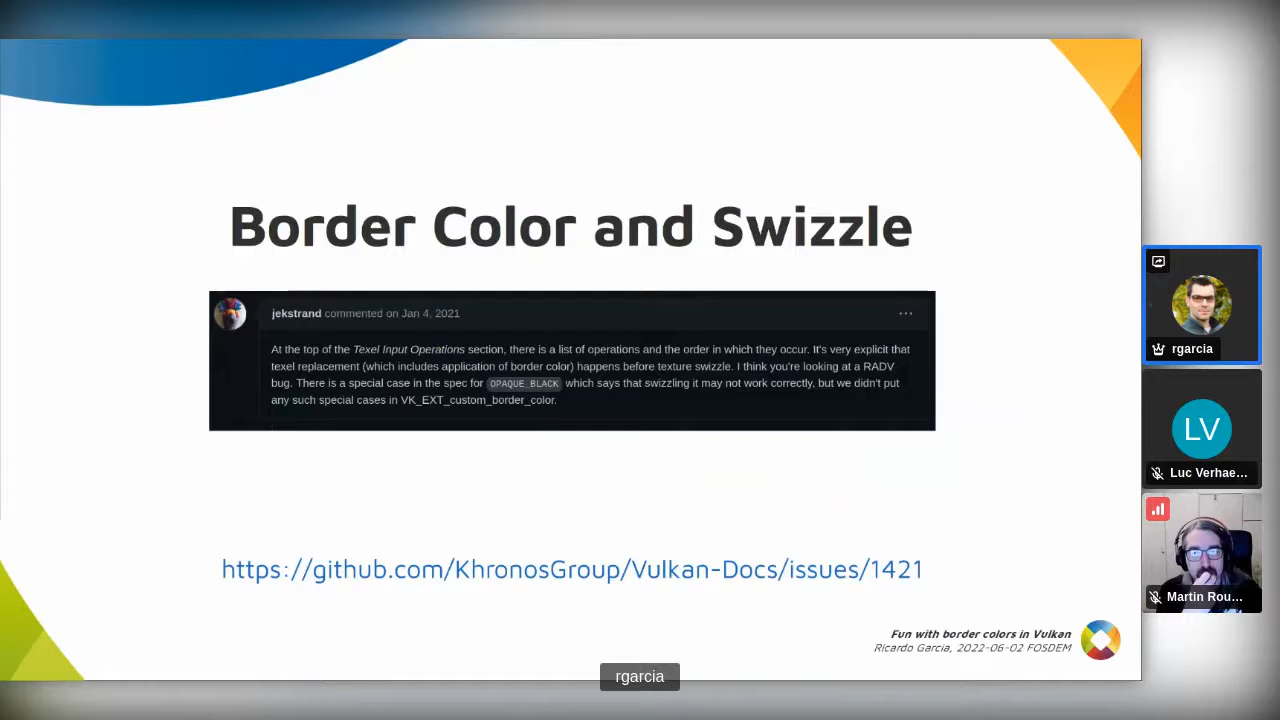 Border Color and Swizzle
jekstrand commented on Jan 4, 2021
At the top of the Texel Input Operations section, there is a list of operations and the order in which they occur. It's very explicit that
texel replacement (which includes application of border color) happens before texture swizzle. I think you're looking at a RADV
bug. There is a special case in the spec for OPAQUE_BLACK which says that swizzling it may not work correctly, but we didn't put
any such special cases in VK_EXT_custom_border_color.
https://github.com/KhronosGroup/Vulkan-Docs/issues/1421
Fun with border colors in Vulkan
Ricardo Garcia, 2022-06-02 FOSDEM
rgarcia
rgarcia
LV
Luc Verhae...
Martin Rou...